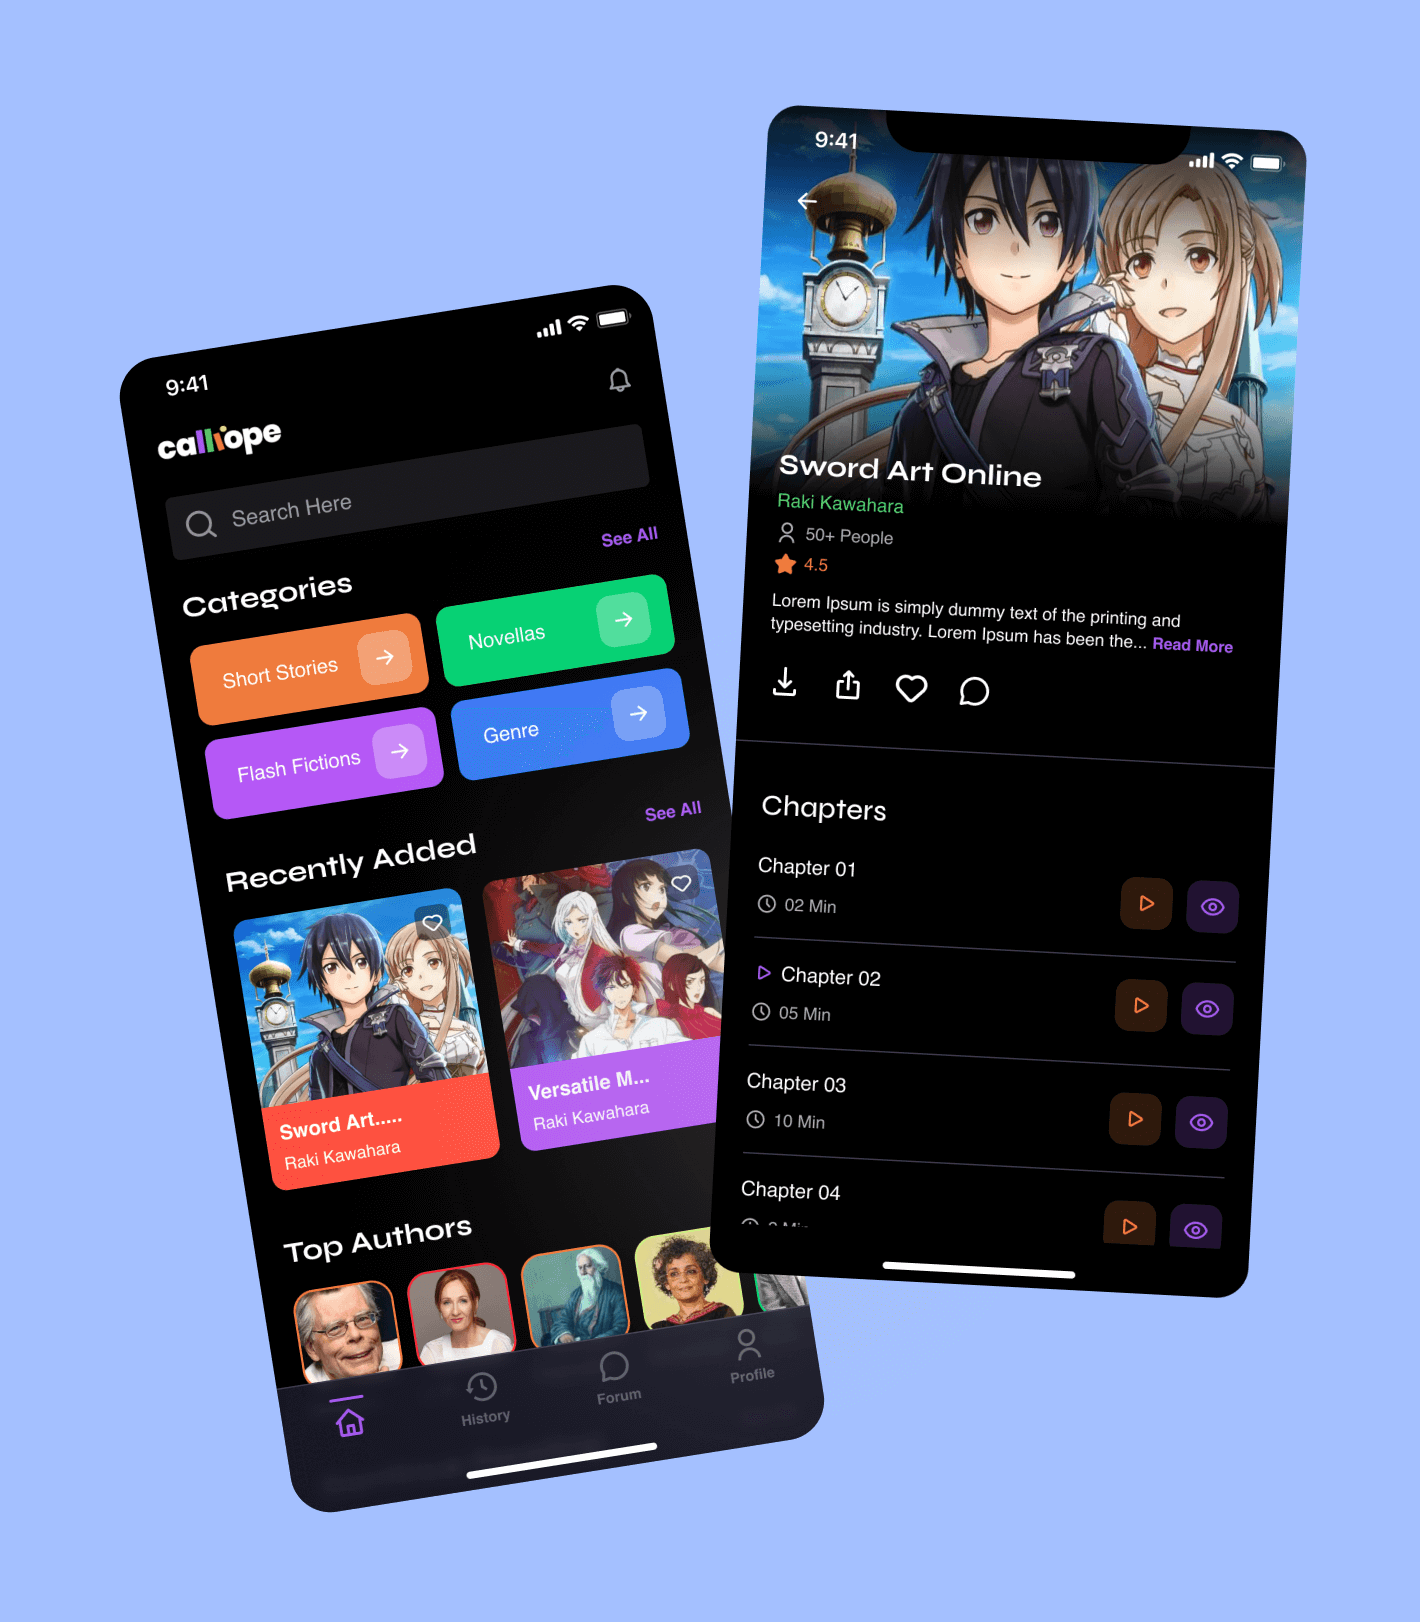 9:41
calliope
Search Here
See All
Categories
Short Stories
Novellas
Flash Fictions
Genre
See All
Recently Added
Sword Art.....
Raki Kawahara
Versatile M...
Raki Kawahara
Top Authors
History
Forum
Profile
9:41
Sword Art Online
Raki Kawahara
50+ People
4.5
Lorem Ipsum is simply dummy text of the printing and
typesetting industry. Lorem Ipsum has been the... Read More
Chapters
Chapter 01
02 Min
Chapter 02
05 Min
Chapter 03
10 Min
Chapter 04